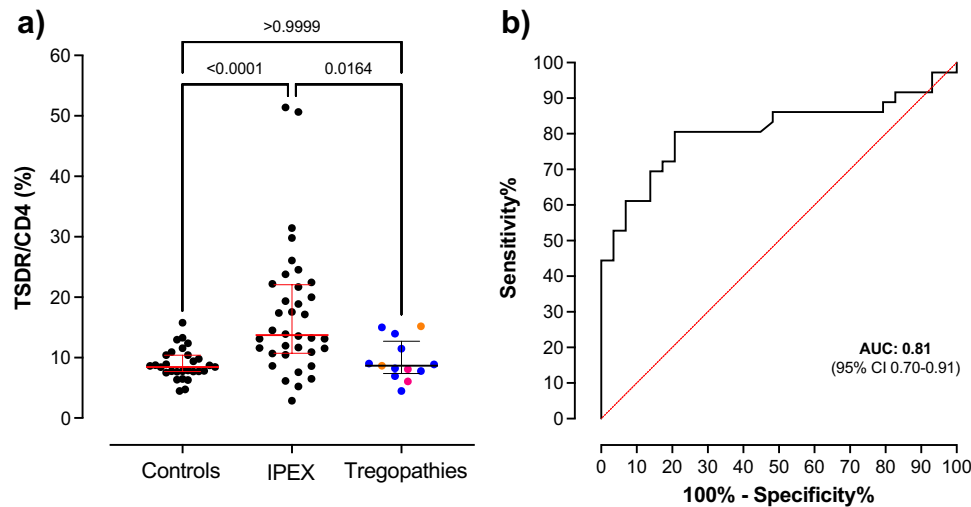 a)
>0.9999
<0.0001
0.0164
60
50
40
30
20
10
0
TSDR/CD4 (%)
Controls
IPEX
Tregopathies
b)
100
90
80
70
60
50
40
30
20
10
0
Sensitivity%
AUC: 0.81
(95% CI 0.70-0.91)
0 10 20 30 40 50 60 70 80 90 100
100% - Specificity%